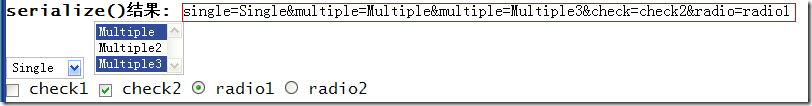 serialize()结果: single=Single&multiple=Multiple&multiple=Multiple3&check=check2&radio=radio1
Multiple
Multiple2
Single Multiple3
check1 check2 radio1 radio2